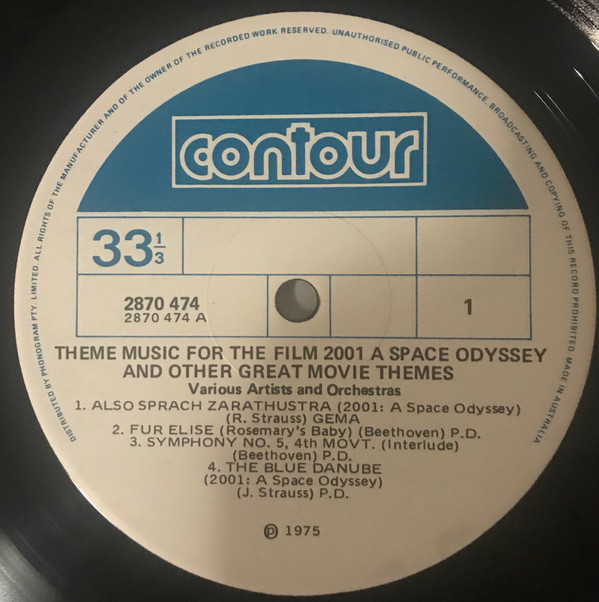 DISTRIBUTED BY PHONOGRAM PTY. LIMITED. ALL RIGHTS OF THE MANUFACTURER AND OF THE OWNER OF THE RECORDED WORK RESERVED. UNAUTHORISED PUBLIC PERFORMANCE, BROADCASTING AND COPYING OF THIS RECORD PROHIBITED MADE IN AUSTRALIA
contour
33 1/3
2870 474
2870 474 A
1
THEME MUSIC FOR THE FILM 2001 A SPACE ODYSSEY
AND OTHER GREAT MOVIE THEMES
Various Artists and Orchestras
1. ALSO SPRACH ZARATHUSTRA (2001: A Space Odyssey)
(R. Strauss) GEMA
2. FUR ELISE (Rosemary's Baby) (Beethoven) P.D.
3. SYMPHONY NO. 5, 4th MOVT. (Interlude)
(Beethoven) P.D.
4. THE BLUE DANUBE
(2001: A Space Odyssey)
(J. Strauss) P.D.
℗ 1975